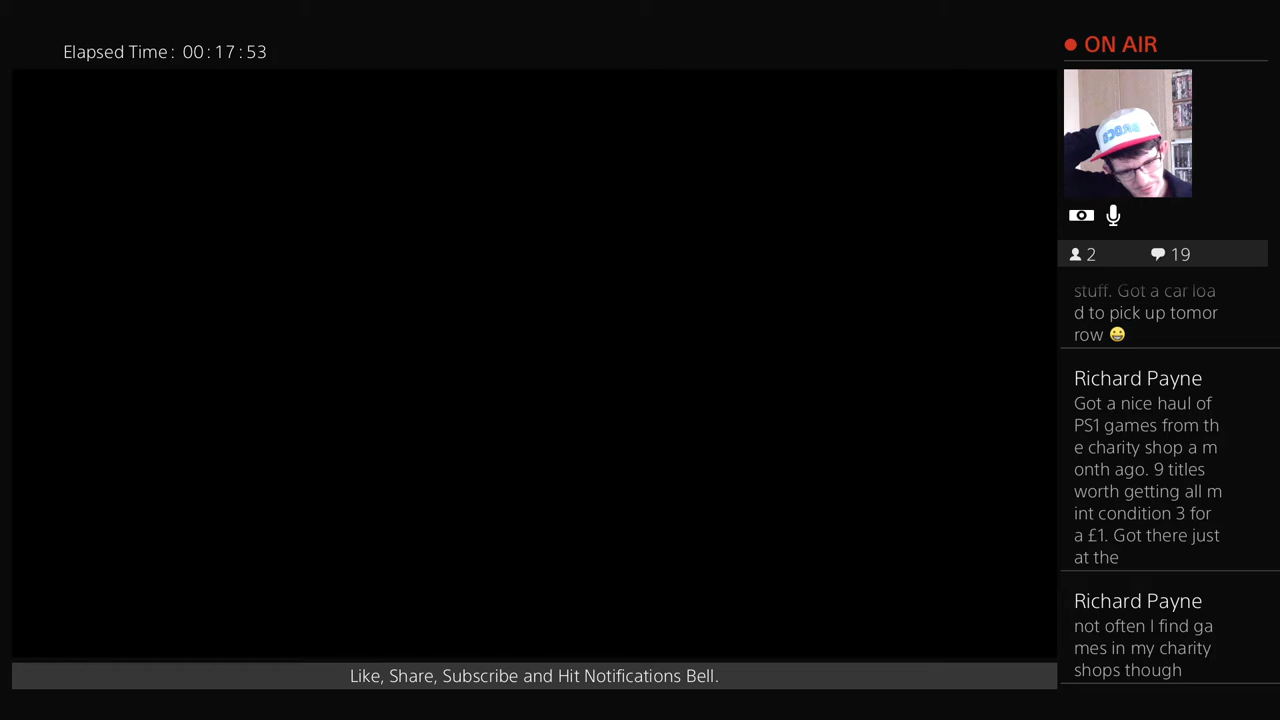 Elapsed Time: 00:17:53
ON AIR
2 19
stuff. Got a car loa
d to pick up tomor
row 😀
Richard Payne
Got a nice haul of
PS1 games from th
e charity shop a m
onth ago. 9 titles
worth getting all m
int condition 3 for
a £1. Got there just
at the
Richard Payne
not often I find ga
mes in my charity
shops though
Like, Share, Subscribe and Hit Notifications Bell.